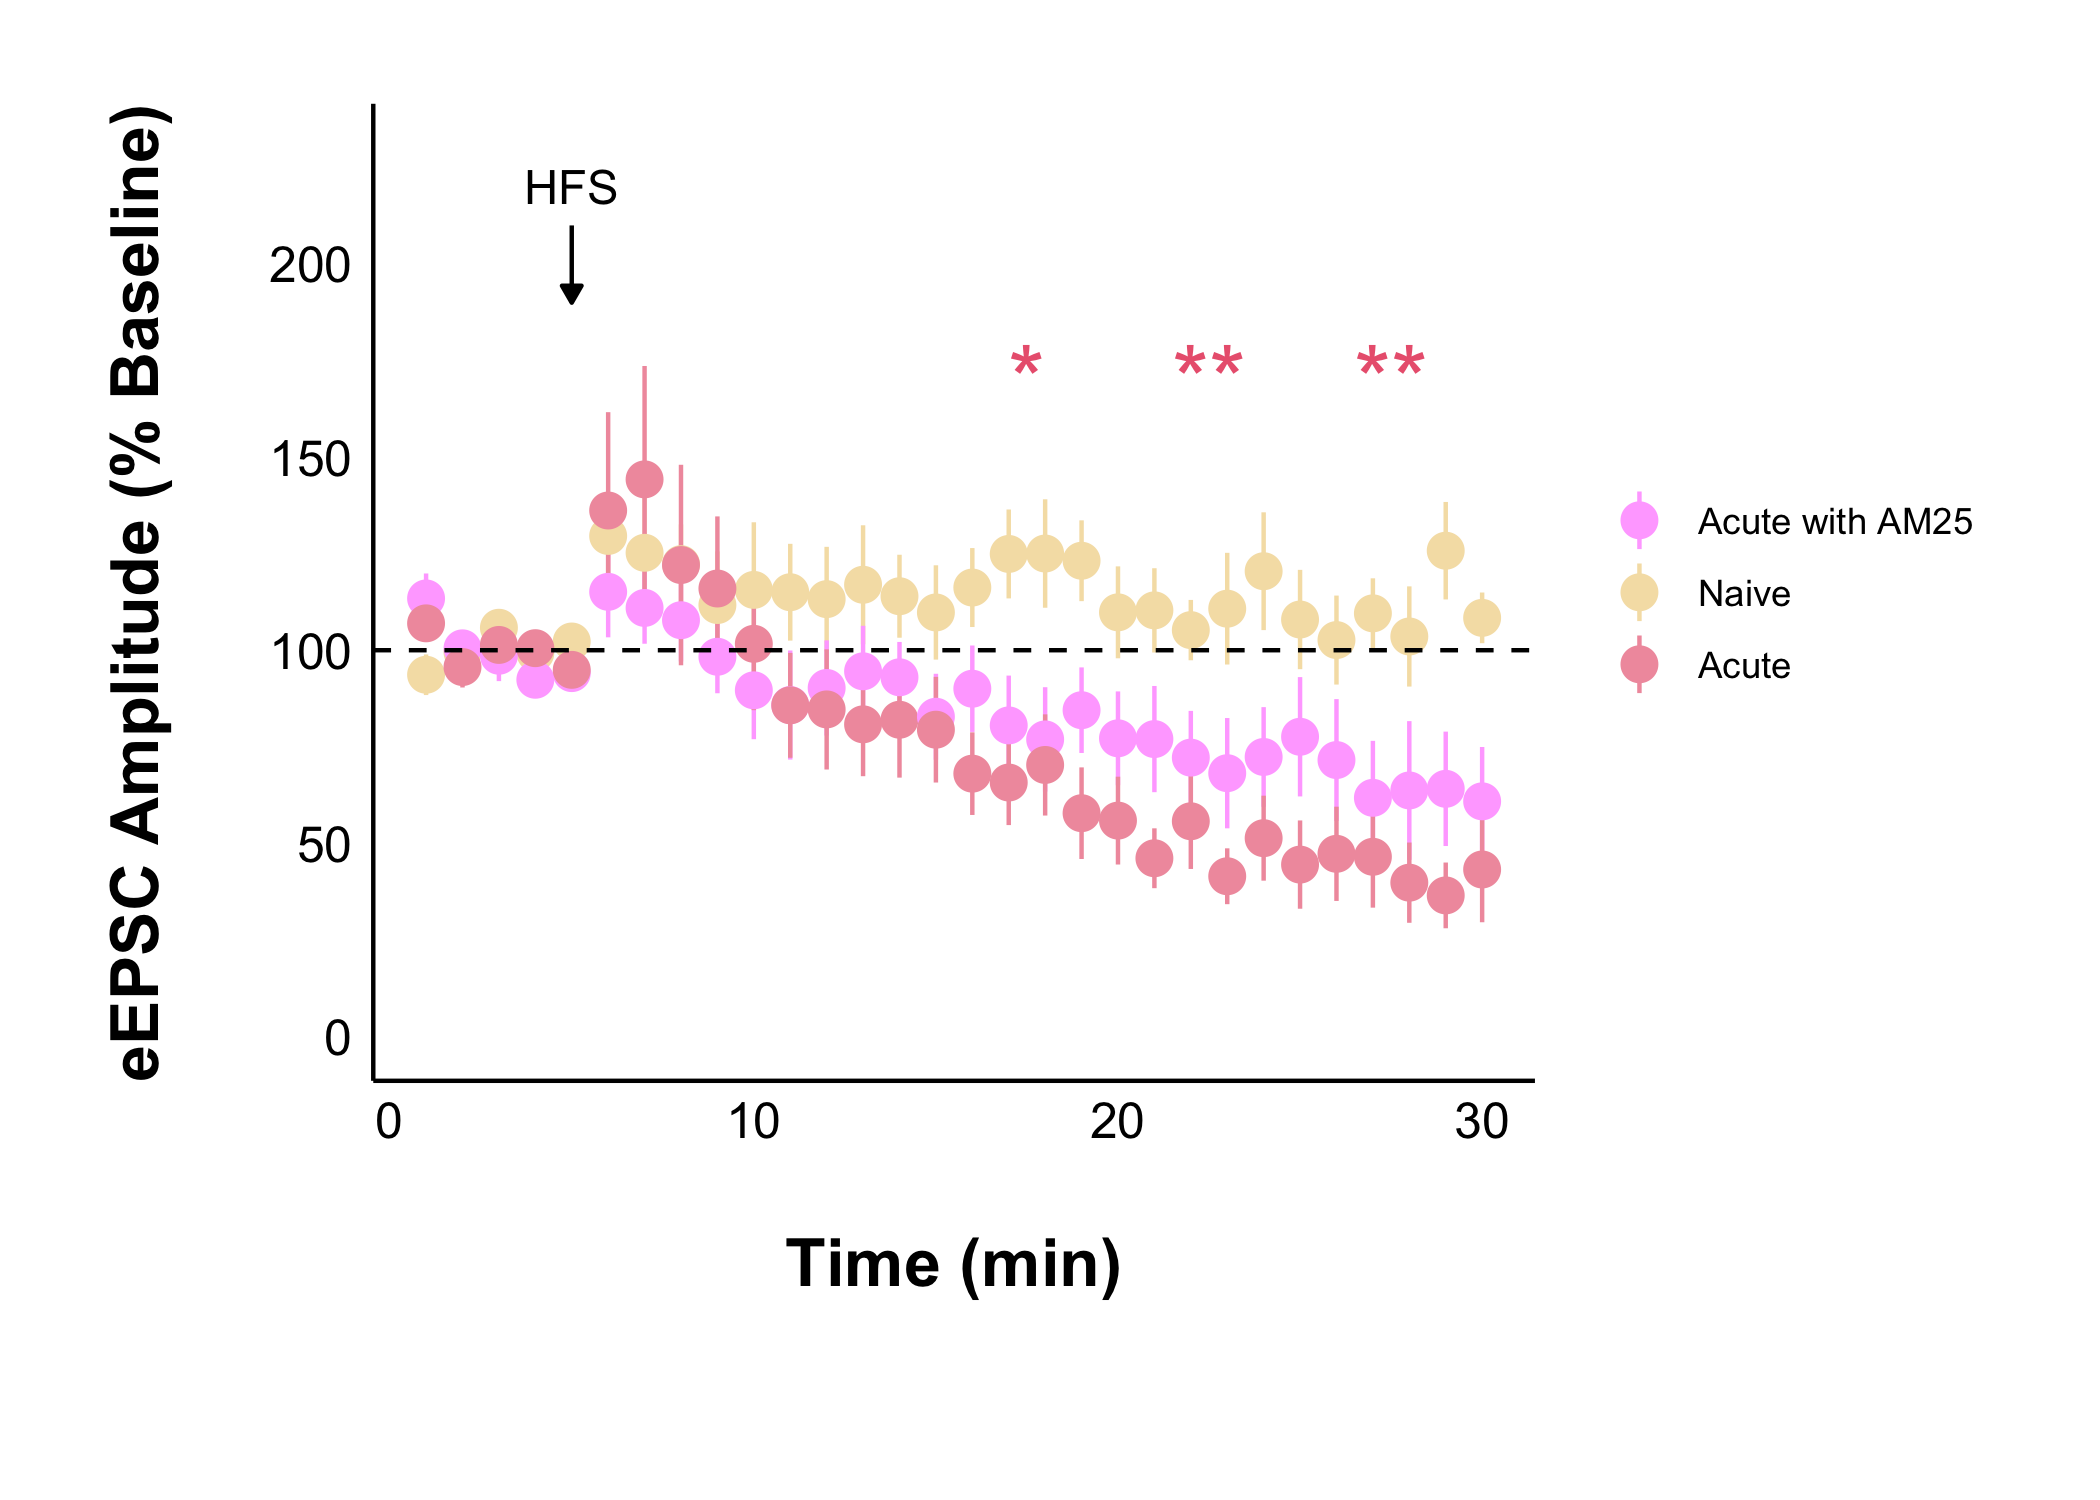 eEPSC Amplitude (% Baseline)
HFS
200
150
100
50
0
* ** **
Acute with AM25
Naive
Acute
0 10 20 30
Time (min)